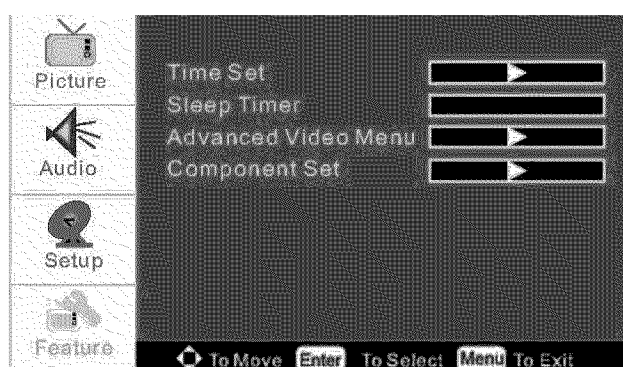 Picture
Audio
Setup
Feature
Time Set
Sleep Timer
Advanced Video Menu
Component Set
To Move Enter To Select Menu To Exit